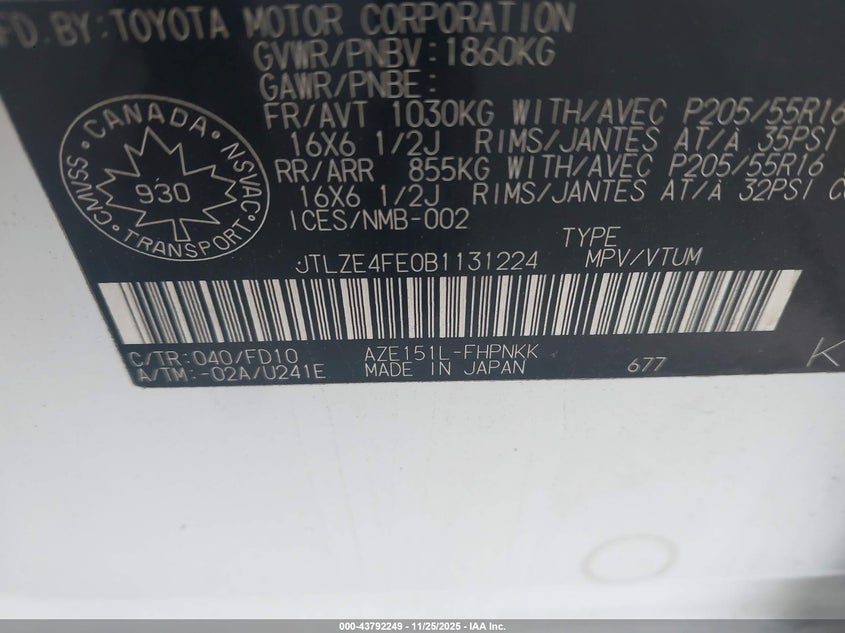 FD. BY: TOYOTA MOTOR CORPORATION
GVWR/PNBV: 1860KG
GAWR/PNBE:
FR/AVT 1030KG WITH/AVEC P205/55R16
16X6 1/2J RIMS/JANTES AT/À 35PSI
RR/ARR 855KG WITH/AVEC P205/55R16
16X6 1/2J RIMS/JANTES AT/À 32PSI
ICES/NMB-002
CANADA
CMVSS NSVAC
930
TRANSPORT
TYPE
JTLZE4FE0B1131224 MPV/VTUM
C/TR: 040/FD10 AZE151L-FHPNKK
A/TM: -02A/U241E MADE IN JAPAN 677 K
000-43792249 - 11/25/2025 - IAA Inc.